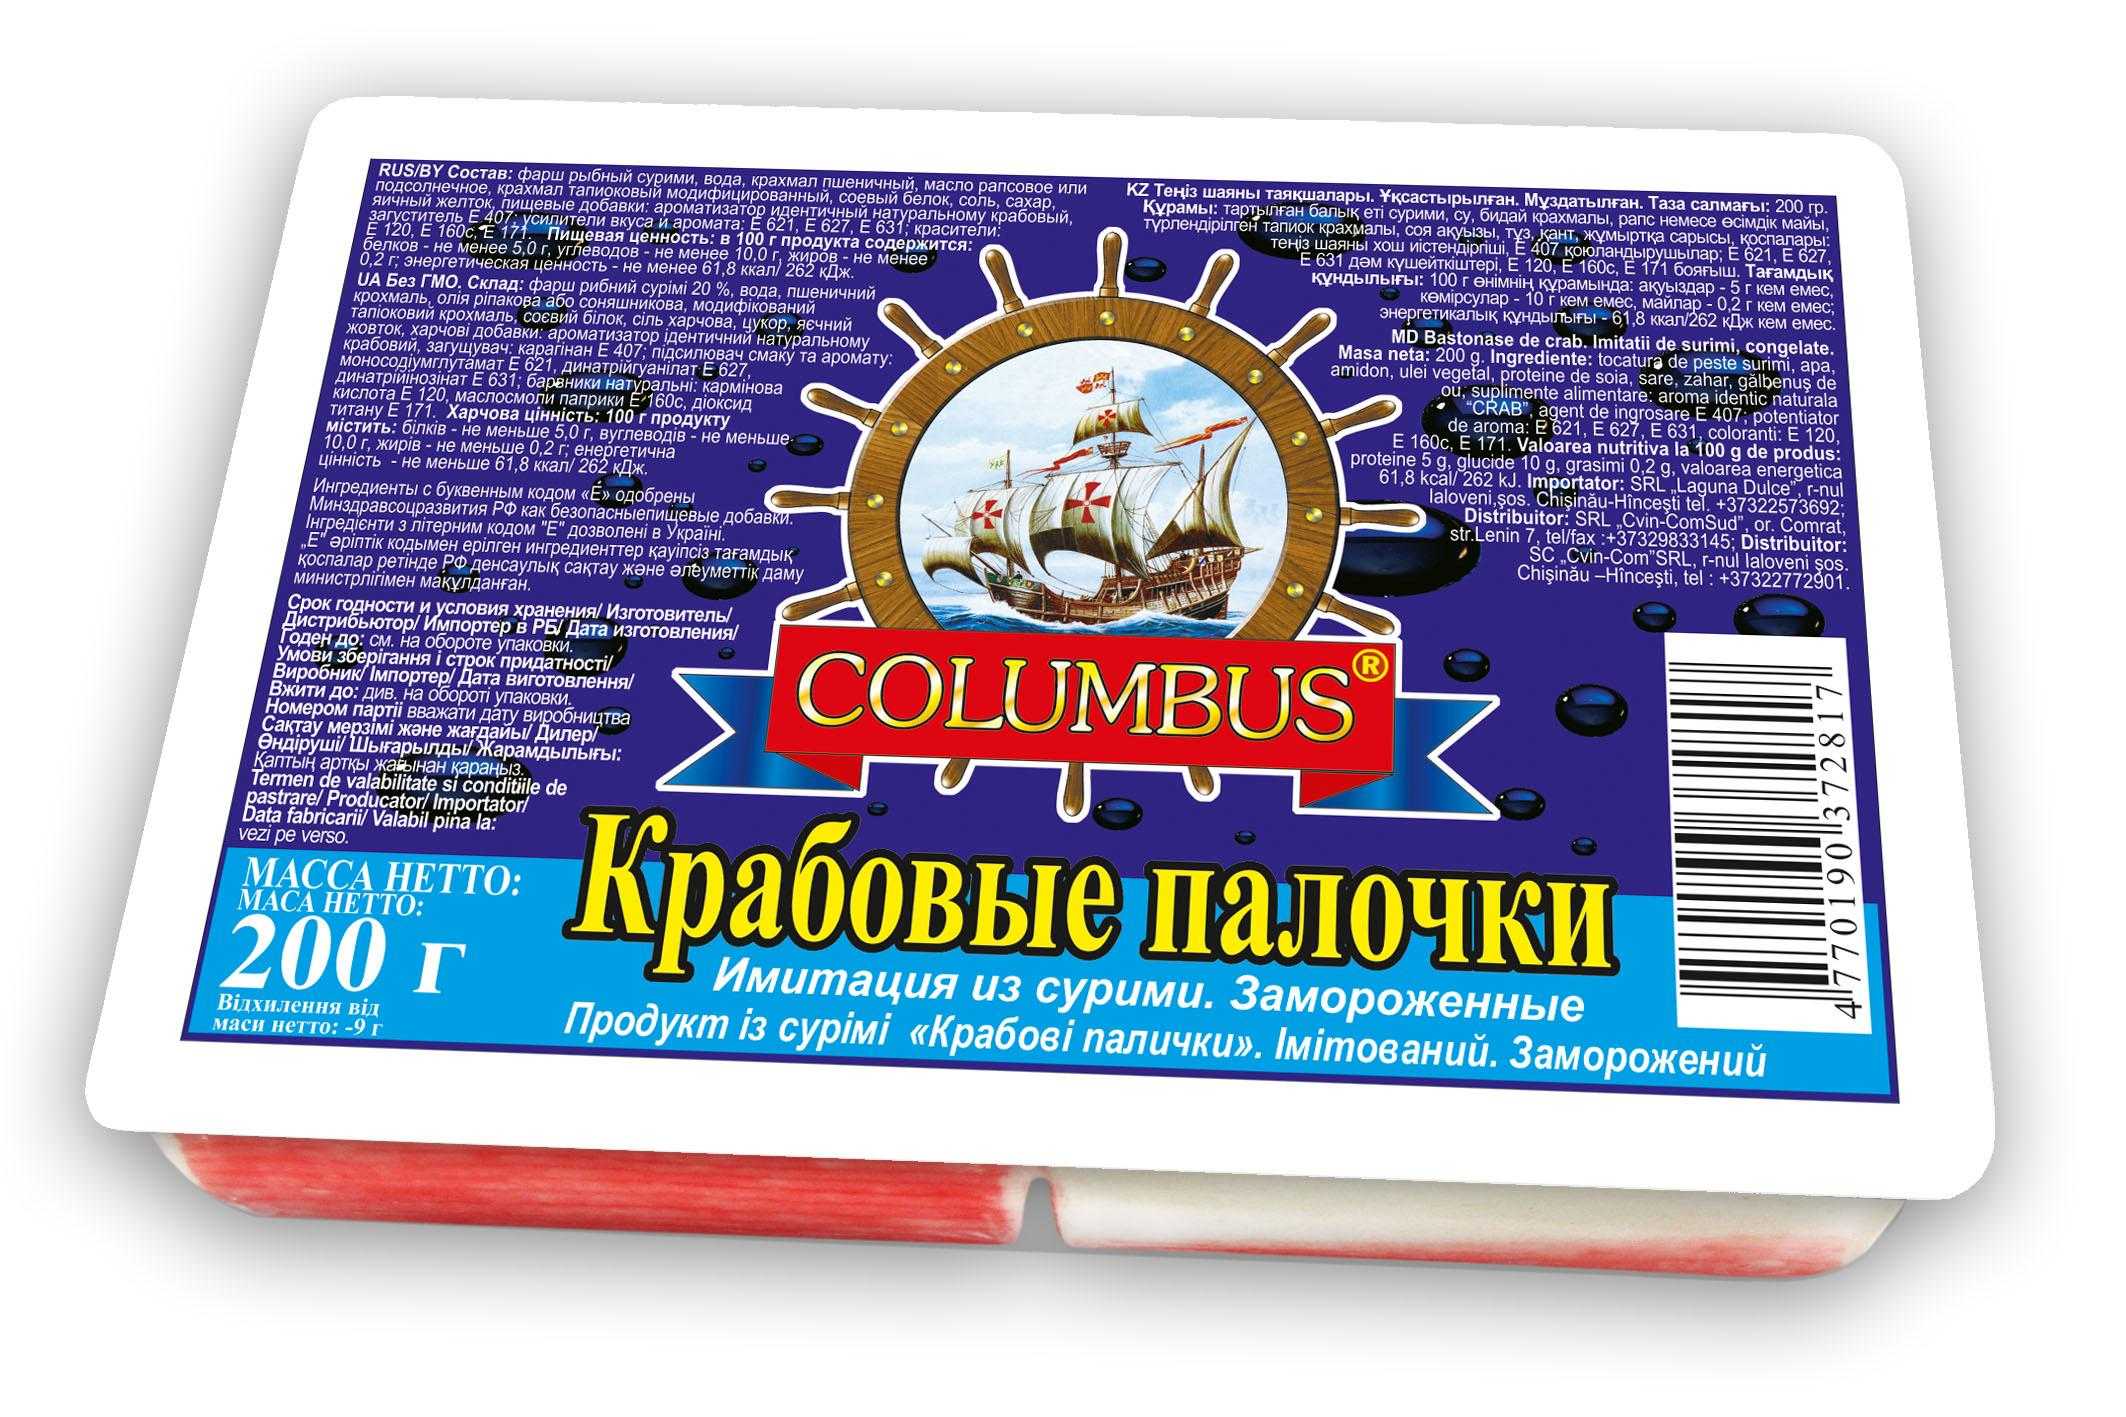 RUS/BY Состав: фарш рыбный сурими, вода, крахмал пшеничный, масло рапсовое или
подсолнечное, крахмал тапиоковый модифицированный, соевый белок, соль, сахар,
яичный желток, пищевые добавки: ароматизатор идентичный натуральному крабовый,
загуститель Е 407; усилители вкуса и аромата: Е 621, Е 627, Е 631; красители:
Е 120, Е 160с, Е 171. Пищевая ценность: в 100 г продукта содержится:
белков - не менее 5,0 г, углеводов - не менее 10,0 г, жиров - не менее
0,2 г; энергетическая ценность - не менее 61,8 ккал/ 262 кДж.
UA Без ГМО. Склад: фарш рибний сурімі 20 %, вода, пшеничний
крохмаль, олія ріпакова або соняшникова, модифікований
тапіоковий крохмаль, соєвий білок, сіль харчова, цукор, яєчний
жовток, харчові добавки: ароматизатор ідентичний натуральному
крабовий, загущувач: карагінан Е 407; підсилювач смаку та аромату:
моносодіумглутамат Е 621, динатрійгуанілат Е 627,
динатрійінозінат Е 631; барвники натуральні: кармінова
кислота Е 120, маслосмоли паприки Е 160с, діоксид
титану Е 171. Харчова цінність: 100 г продукту
містить: білків - не меньше 5,0 г, вуглеводів - не меньше
10,0 г, жирів - не меньше 0,2 г; енергетична
цінність - не меньше 61,8 ккал/ 262 кДж.
Ингредиенты с буквенным кодом «Е» одобрены
Минздравсоцразвития РФ как безопасныепищевые добавки.
Інгредієнти з літерним кодом "Е" дозволені в Україні.
„Е" әріптік кодымен ерілген ингредиенттер қауіпсіз тағамдық
қоспалар ретінде РФ денсаулық сақтау және әлеуметтік даму
министрлігімен мақұлданған.
Срок годности и условия хранения/ Изготовитель/
Дистрибьютор/ Импортер в РБ/ Дата изготовления/
Годен до: см. на обороте упаковки.
Умови зберігання і строк придатності/
Виробник/ Імпортер/ Дата виготовлення/
Вжити до: див. на обороті упаковки.
Номером партії вважати дату виробництва
Сақтау мерзімі және жағдайы/ Дилер/
Өндіруші/ Шығарылды/ Жарамдылығы:
Қаптың артқы жағынан қараңыз.
Termen de valabilitate si conditiile de
pastrare/ Producator/ Importator/
Data fabricarii/ Valabil pina la:
vezi pe verso.
KZ Теңіз шаяны таяқшалары. Ұқсастырылған. Мұздатылған. Таза салмағы: 200 гр.
Құрамы: тартылған балық еті сурими, су, бидай крахмалы, рапс немесе өсімдік майы,
түрлендірілген тапиок крахмалы, соя ақуызы, тұз, қант, жұмыртқа сарысы, қоспалары:
теңіз шаяны хош иістендіргіші, Е 407 қоюландырушылар; Е 621, Е 627,
Е 631 дәм күшейткіштері, Е 120, Е 160с, Е 171 бояғыш. Тағамдық
құндылығы: 100 г өнімнің құрамында: ақуыздар - 5 г кем емес,
көмірсулар - 10 г кем емес, майлар - 0,2 г кем емес;
энергетикалық құндылығы - 61,8 ккал/262 кДж кем емес.
MD Bastonase de crab. Imitatii de surimi, congelate.
Masa neta: 200 g. Ingrediente: tocatura de peste surimi, apa,
amidon, ulei vegetal, proteine de soia, sare, zahar, gălbenuş de
ou, suplimente alimentare: aroma identic naturala
"CRAB", agent de ingrosare E 407; potentiator
de aroma: E 621, E 627, E 631, coloranti: E 120,
E 160c, E 171. Valoarea nutritiva la 100 g de produs:
proteine 5 g, glucide 10 g, grasimi 0,2 g, valoarea energetica
61,8 kcal/ 262 kJ. Importator: SRL „Laguna Dulce", r-nul
Ialoveni,şos. Chişinău-Hînceşti tel. +37322573692;
Distribuitor: SRL „Cvin-ComSud", or. Comrat,
str.Lenin 7, tel/fax :+37329833145; Distribuitor:
SC „Cvin-Com"SRL, r-nul Ialoveni şos.
Chişinău –Hînceşti, tel : +37322772901.
COLUMBUS®
4770190372817
МАССА НЕТТО:
МАСА НЕТТО:
200 г
Відхилення від
маси нетто: -9 г
Крабовые палочки
Имитация из сурими. Замороженные
Продукт із сурімі «Крабові палички». Імітований. Заморожений